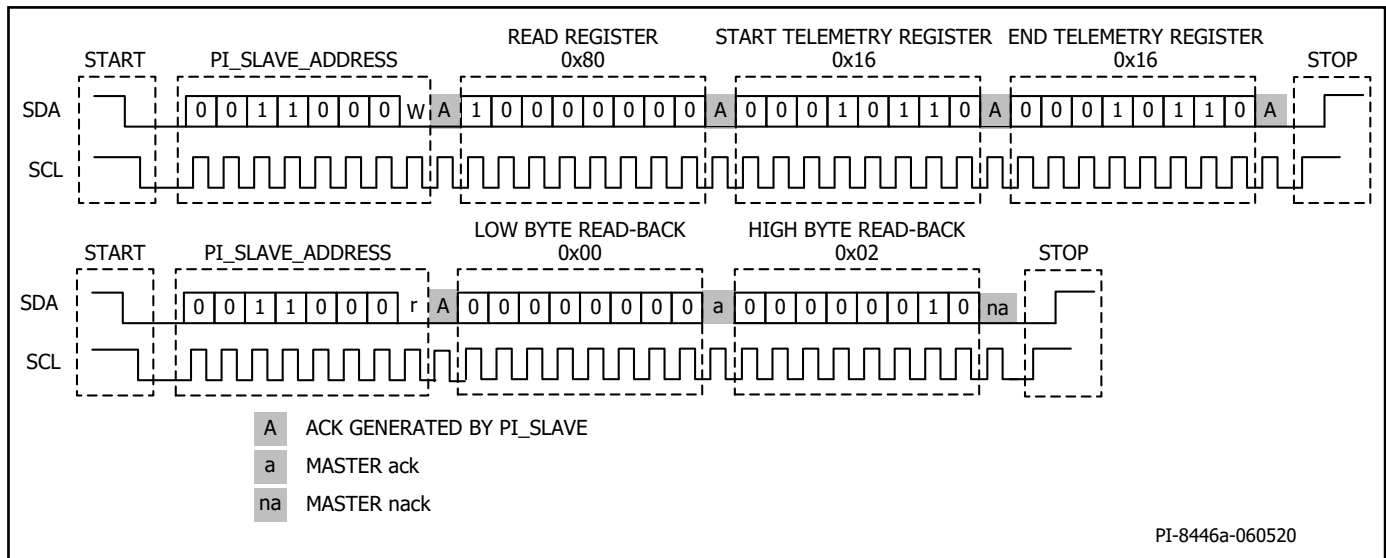 READ REGISTER START TELEMETRY REGISTER END TELEMETRY REGISTER
START PI_SLAVE_ADDRESS 0x80 0x16 0x16 STOP
SDA 0 0 1 1 0 0 0 W A 1 0 0 0 0 0 0 0 A 0 0 0 1 0 1 1 0 A 0 0 0 1 0 1 1 0 A
SCL
LOW BYTE READ-BACK HIGH BYTE READ-BACK
START PI_SLAVE_ADDRESS 0x00 0x02 STOP
SDA 0 0 1 1 0 0 0 r A 0 0 0 0 0 0 0 0 a 0 0 0 0 0 0 1 0 na
SCL
A ACK GENERATED BY PI_SLAVE
a MASTER ack
na MASTER nack
PI-8446a-060520